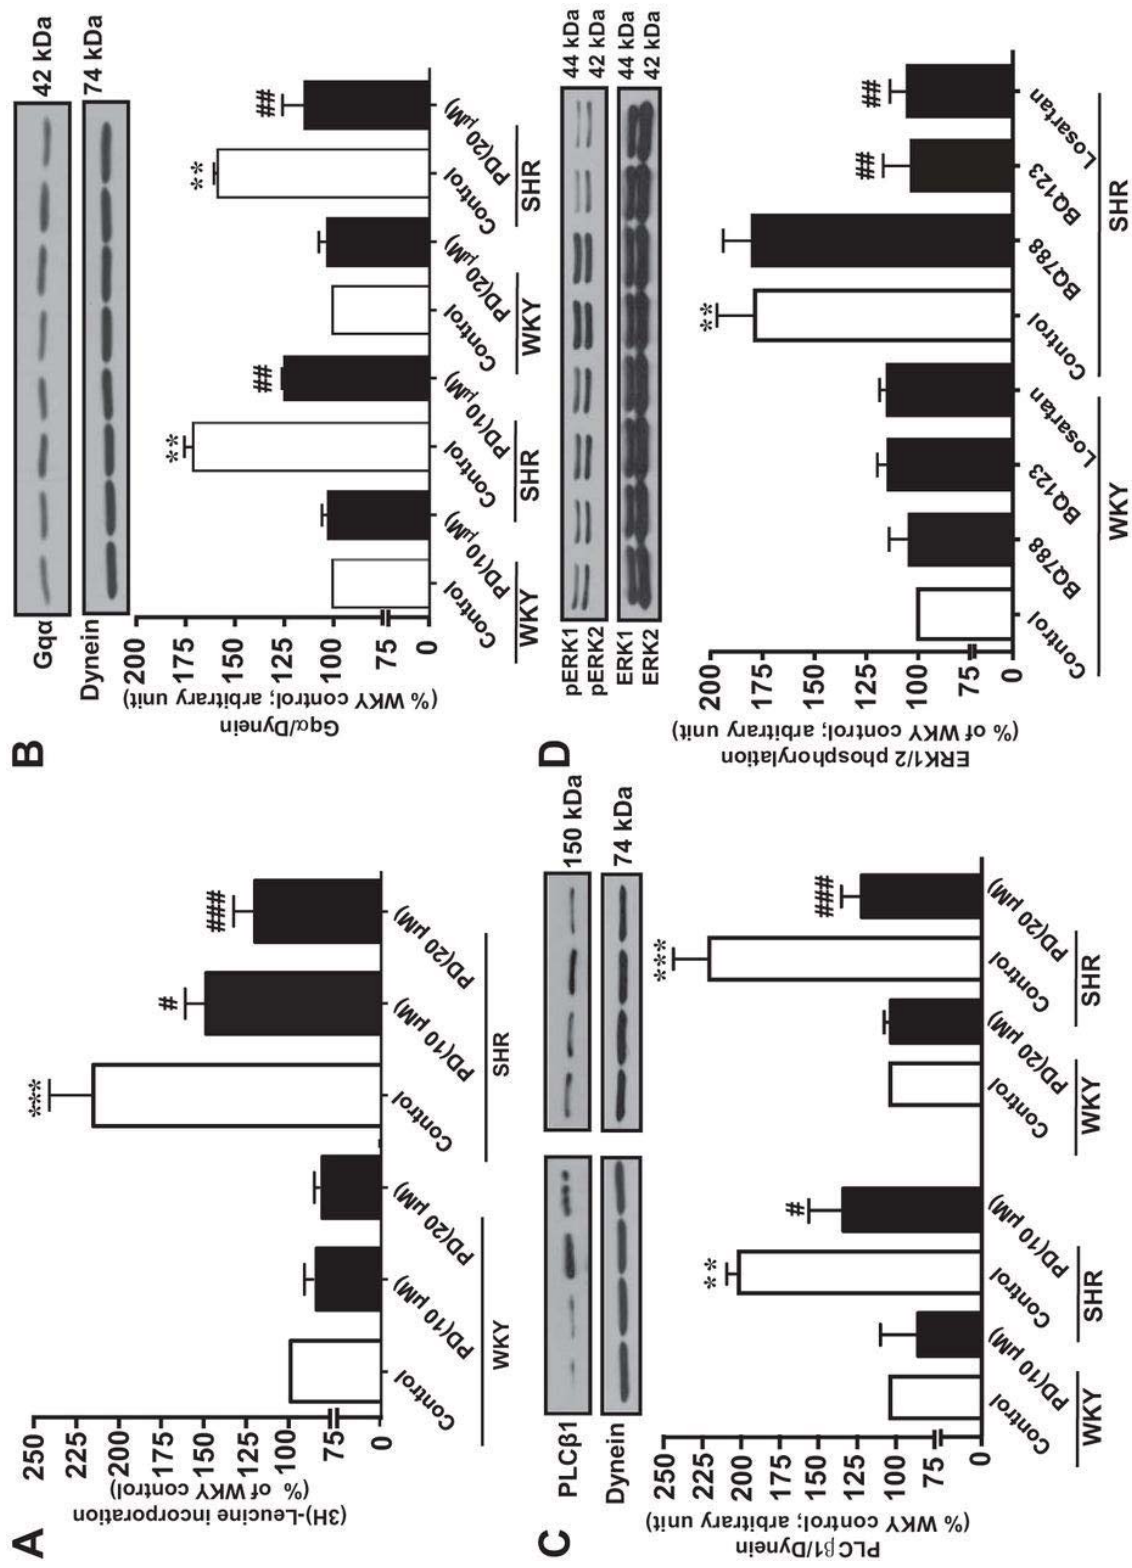 A
(3H)-Leucine incorporation
(% of WKY control)
250
225
200
175
150
125
100
75
0
***
#
###
Control
PD(10 µM)
PD(20 µM)
Control
PD(10 µM)
PD(20 µM)
WKY
SHR
B
Gqα
42 kDa
Dynein
74 kDa
Gqα/Dynein
(% WKY control; arbitrary unit)
200
175
150
125
100
75
0
**
##
**
##
Control
PD(10 µM)
Control
PD(10 µM)
Control
PD(20 µM)
Control
PD(20 µM)
WKY
SHR
WKY
SHR
C
PLCβ1
150 kDa
Dynein
74 kDa
PLCβ1/Dynein
(% WKY control; arbitrary unit)
250
225
200
175
150
125
100
75
0
**
#
***
###
Control
PD(10 µM)
Control
PD(10 µM)
Control
PD(20 µM)
Control
PD(20 µM)
WKY
SHR
WKY
SHR
D
pERK1
44 kDa
pERK2
42 kDa
ERK1
44 kDa
ERK2
42 kDa
ERK1/2 phosphorylation
(% of WKY control; arbitrary unit)
200
175
150
125
100
75
0
**
##
##
Control
BQ788
BQ123
Losartan
Control
BQ788
BQ123
Losartan
WKY
SHR